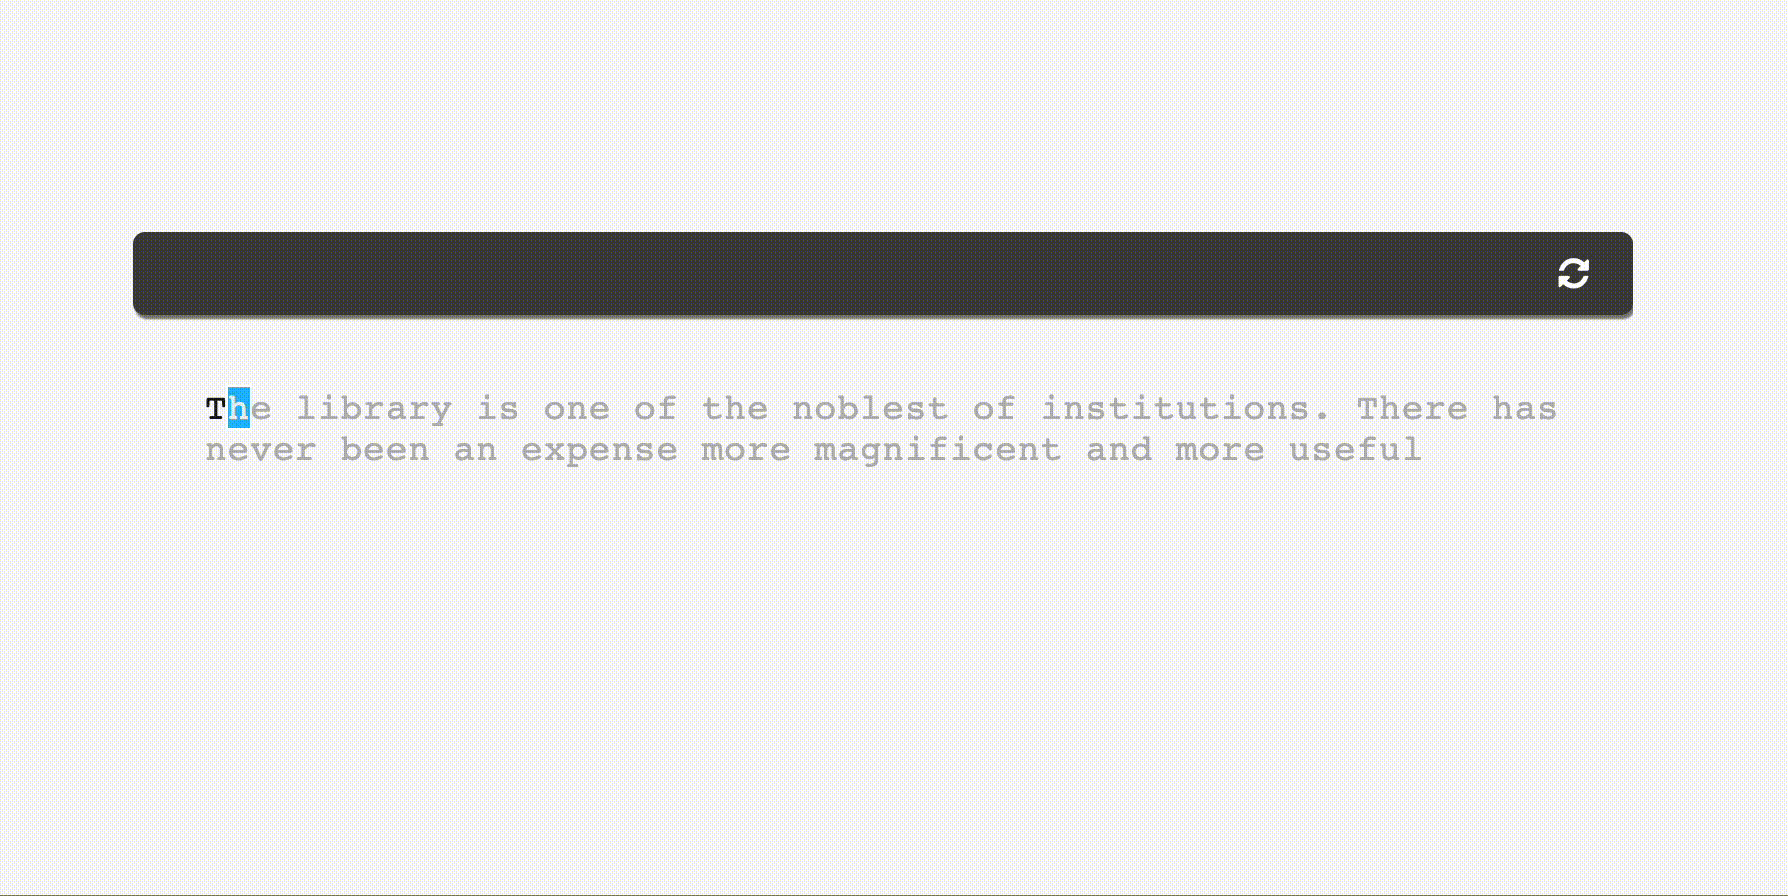 The library is one of the noblest of institutions. There has
never been an expense more magnificent and more useful